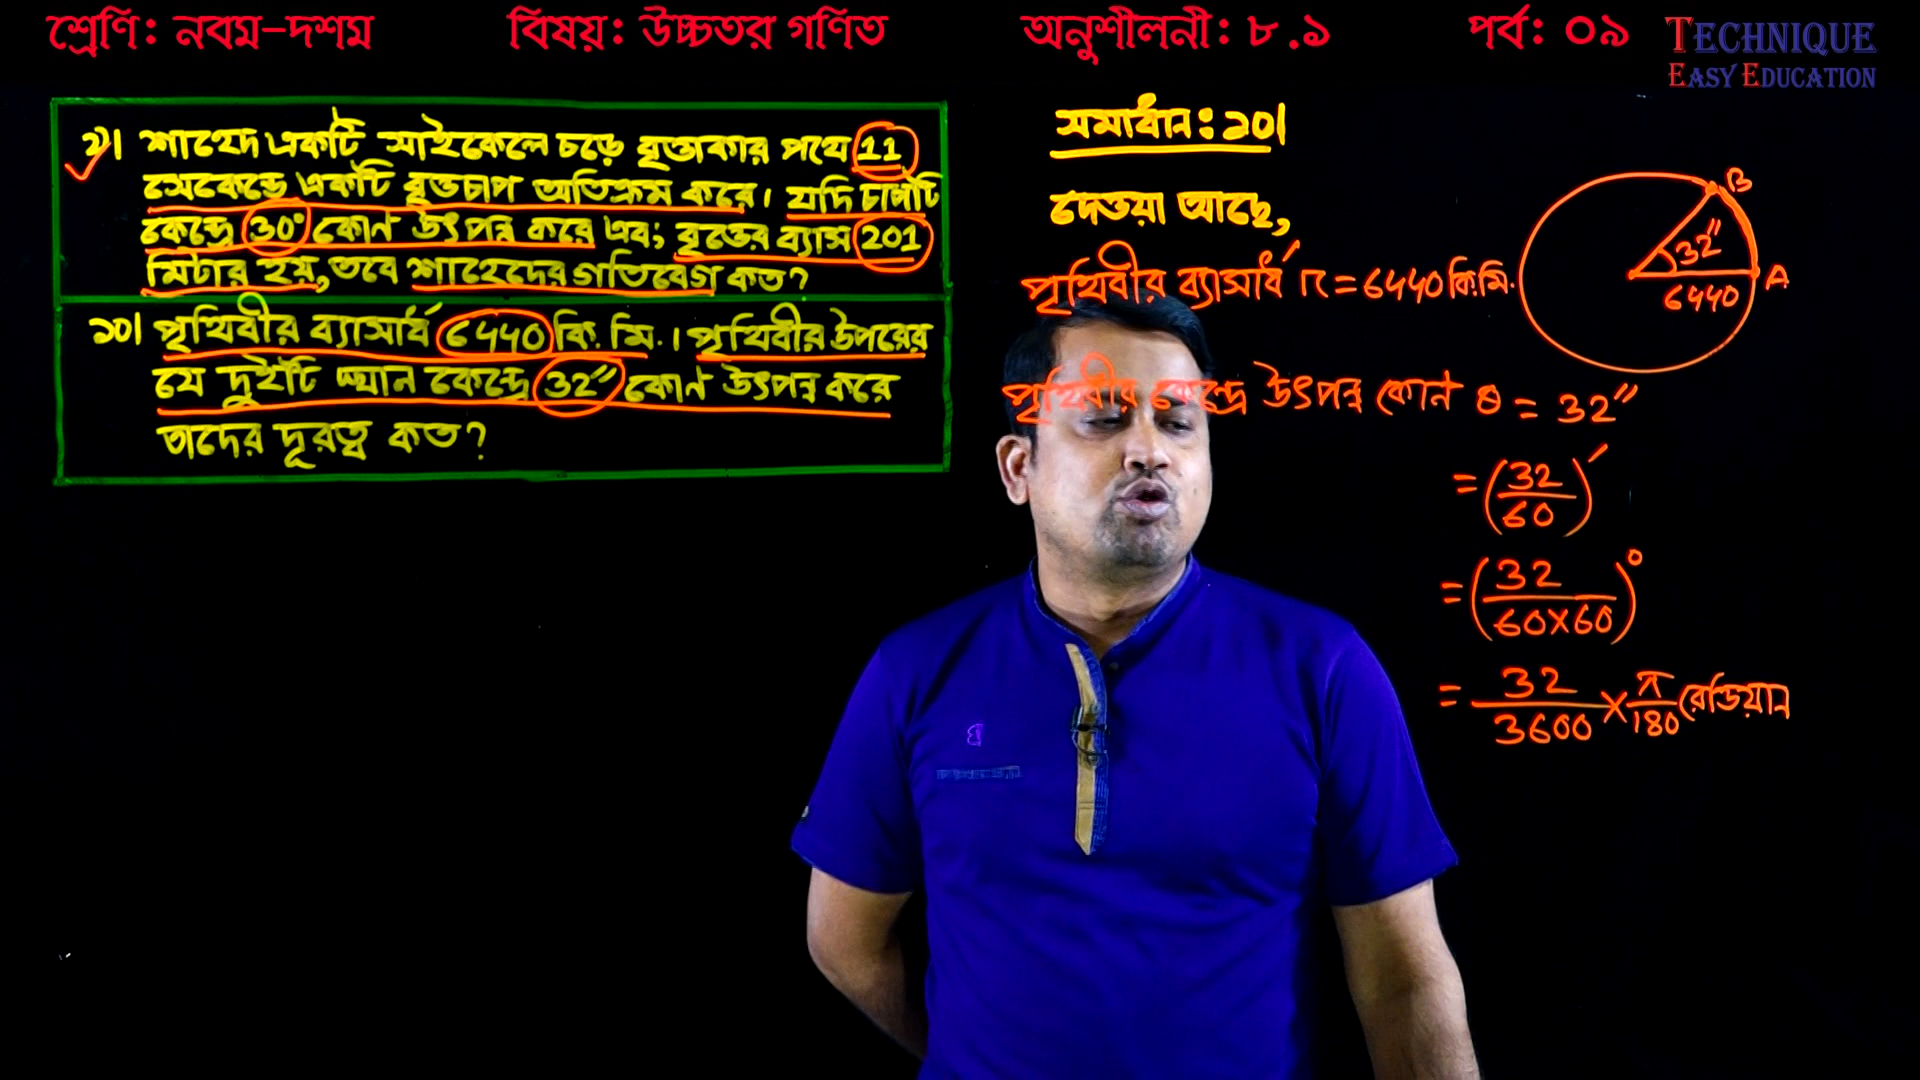 শ্রেণি: নবম-দশম বিষয়: উচ্চতর গণিত অনুশীলনী: ৮.১ পর্ব: ০৯
TECHNIQUE
EASY EDUCATION
৯। শাহেদ একটি সাইকেলে চড়ে বৃত্তাকার পথে 11
সেকেন্ডে একটি বৃত্তচাপ অতিক্রম করে। যদি চাপটি
কেন্দ্রে 30° কোণ উৎপন্ন করে এবং বৃত্তের ব্যাস 201
মিটার হয়, তবে শাহেদের গতিবেগ কত?
১০। পৃথিবীর ব্যাসার্ধ 6440 কি. মি. । পৃথিবীর উপরের
যে দুইটি স্থান কেন্দ্রে 32" কোণ উৎপন্ন করে
তাদের দূরত্ব কত?
সমাধান: ১০।
দেওয়া আছে,
পৃথিবীর ব্যাসার্ধ r = 6440 কি.মি.
B
32"
6440
A
পৃথিবীর কেন্দ্রে উৎপন্ন কোণ θ = 32"
= (32/60)′
= (32/60×60)°
= 32/3600 × π/180 রেডিয়ান